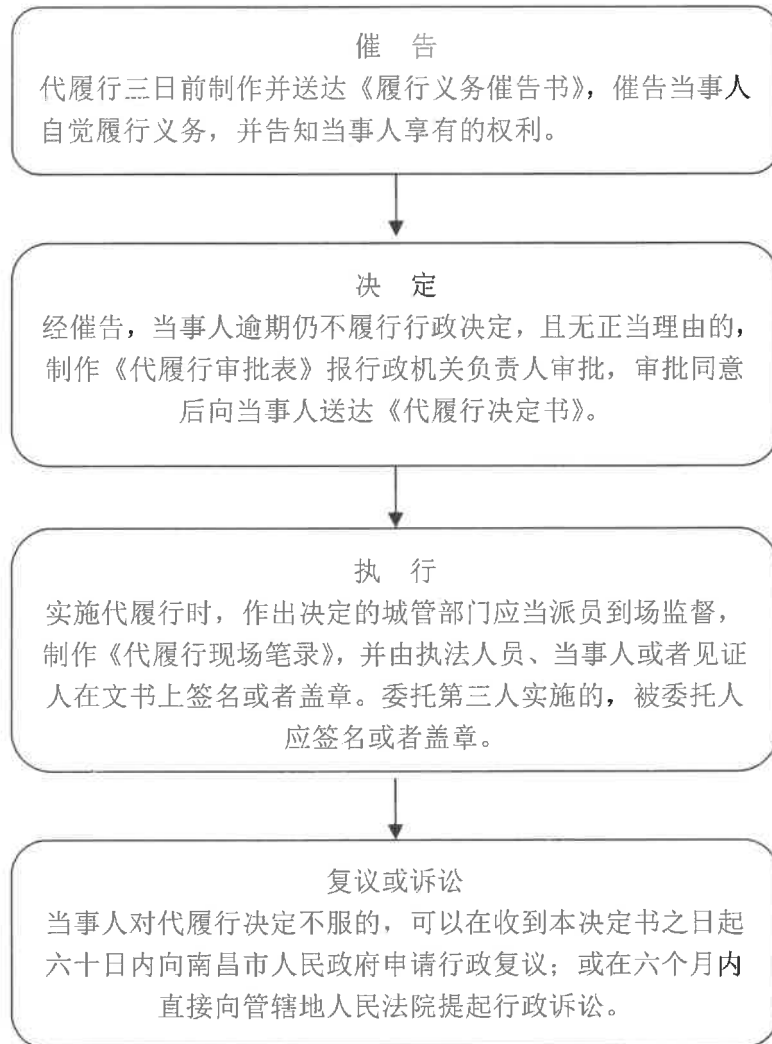 催 告
代履行三日前制作并送达《履行义务催告书》，催告当事人
自觉履行义务，并告知当事人享有的权利。
决 定
经催告，当事人逾期仍不履行行政决定，且无正当理由的，
制作《代履行审批表》报行政机关负责人审批，审批同意
后向当事人送达《代履行决定书》。
执 行
实施代履行时，作出决定的城管部门应当派员到场监督，
制作《代履行现场笔录》，并由执法人员、当事人或者见证
人在文书上签名或者盖章。委托第三人实施的，被委托人
应签名或者盖章。
复议或诉讼
当事人对代履行决定不服的，可以在收到本决定书之日起
六十日内向南昌市人民政府申请行政复议；或在六个月内
直接向管辖地人民法院提起行政诉讼。